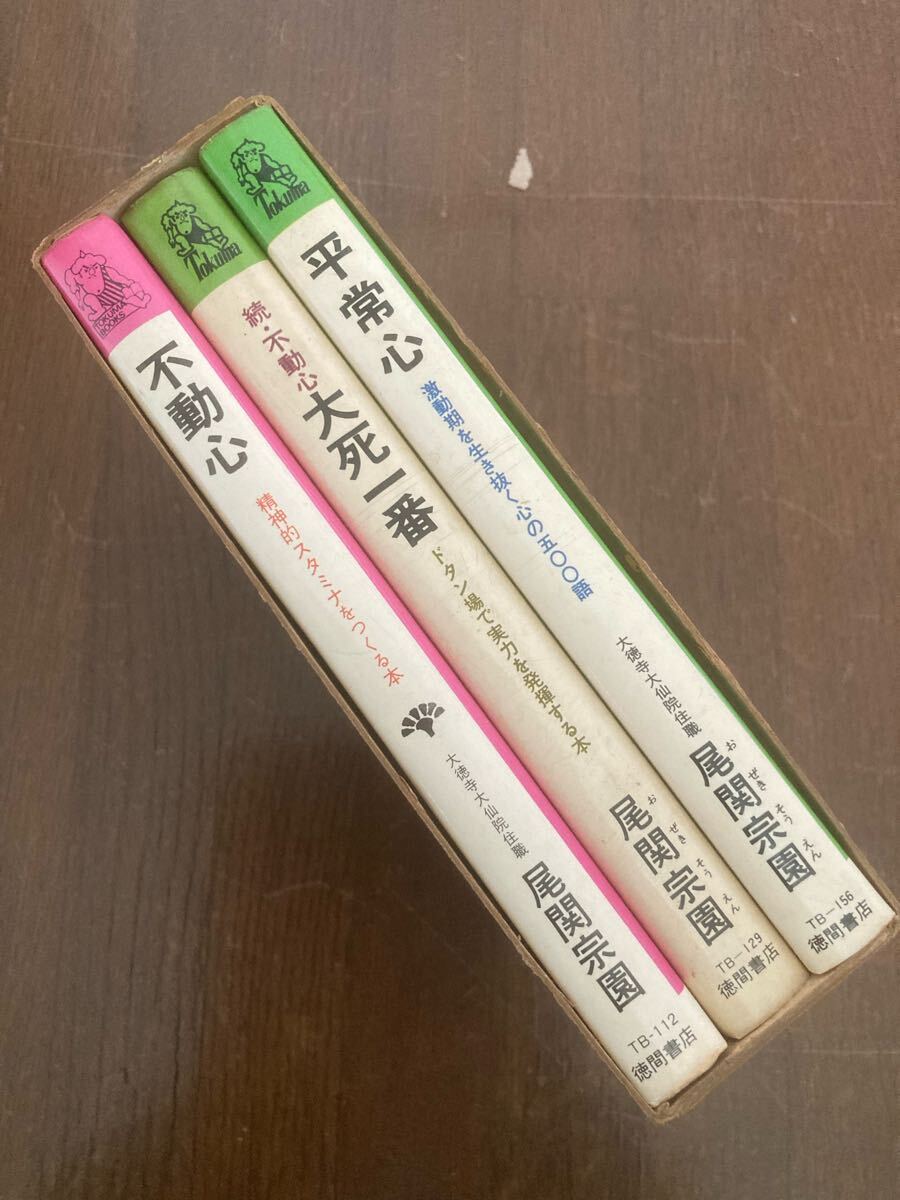 TOKUMA
BOOKS
不動心
精神的スタミナをつくる本
大徳寺大仙院住職
尾関宗園
TB-112
徳間書店
Tokuma
続・不動心
大死一番
ドタン場で実力を発揮する本
尾関宗園
お ぜき そう えん
TB-129
徳間書店
Tokuma
平常心
激動期を生き抜く心の五〇〇語
大徳寺大仙院住職
尾関宗園
お ぜき そう えん
TB-156
徳間書店